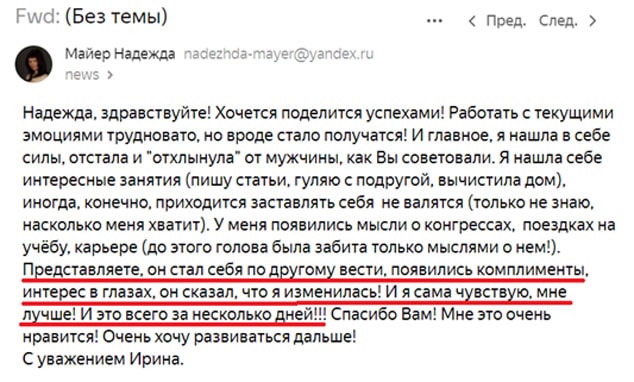 Fwd: (Без темы)
••• < Пред. След. >
Майер Надежда nadezhda-mayer@yandex.ru
news >
Надежда, здравствуйте! Хочется поделится успехами! Работать с текущими
эмоциями трудновато, но вроде стало получатся! И главное, я нашла в себе
силы, отстала и "отхлынула" от мужчины, как Вы советовали. Я нашла себе
интересные занятия (пишу статьи, гуляю с подругой, вычистила дом),
иногда, конечно, приходится заставлять себя не валятся (только не знаю,
насколько меня хватит). У меня появились мысли о конгрессах, поездках на
учёбу, карьере (до этого голова была забита только мыслями о нем!).
Представляете, он стал себя по другому вести, появились комплименты,
интерес в глазах, он сказал, что я изменилась! И я сама чувствую, мне
лучше! И это всего за несколько дней!!! Спасибо Вам! Мне это очень
нравится! Очень хочу развиваться дальше!
С уважением Ирина.